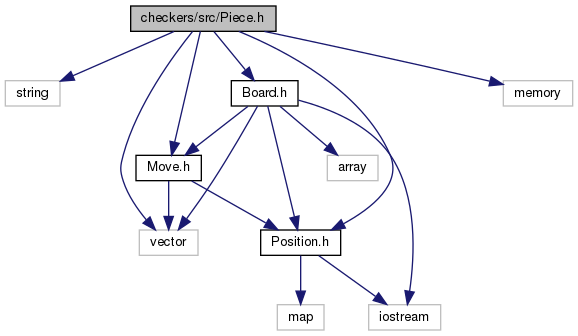 checkers/src/Piece.h
string
Board.h
memory
Move.h
array
vector
Position.h
map
iostream